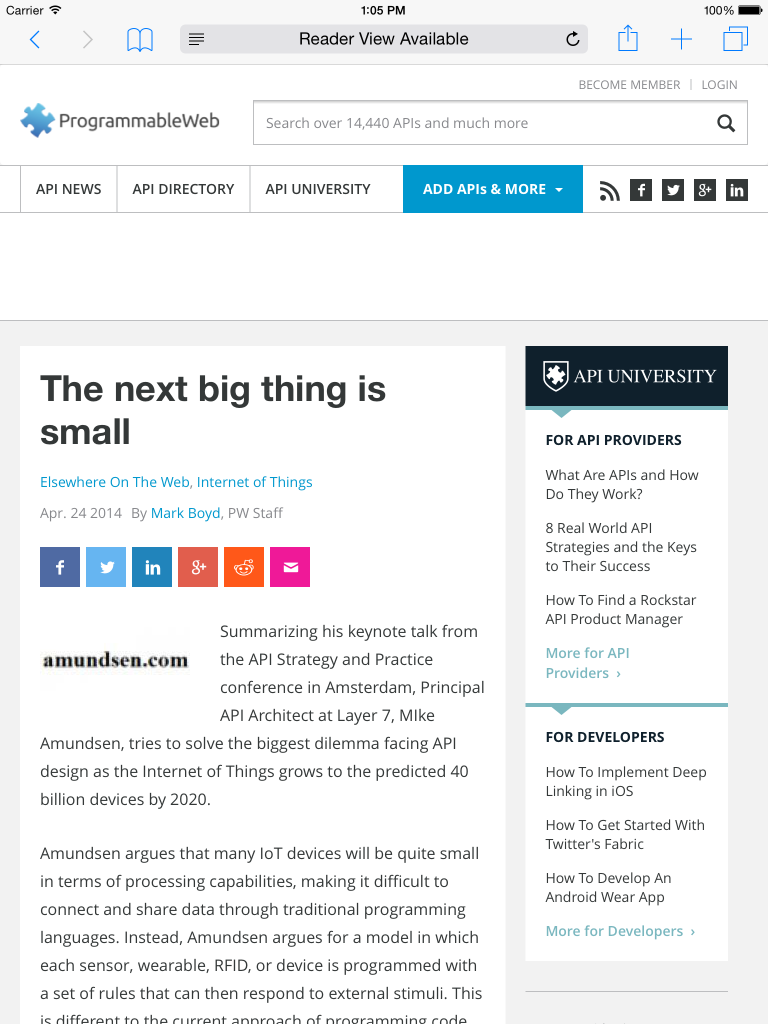 Carrier 1:05 PM 100%
Reader View Available
BECOME MEMBER | LOGIN
ProgrammableWeb
Search over 14,440 APIs and much more
API NEWS
API DIRECTORY
API UNIVERSITY
ADD APIs & MORE
The next big thing is
small
Elsewhere On The Web, Internet of Things
Apr. 24 2014 By Mark Boyd, PW Staff
amundsen.com
Summarizing his keynote talk from
the API Strategy and Practice
conference in Amsterdam, Principal
API Architect at Layer 7, MIke
Amundsen, tries to solve the biggest dilemma facing API
design as the Internet of Things grows to the predicted 40
billion devices by 2020.
Amundsen argues that many IoT devices will be quite small
in terms of processing capabilities, making it difficult to
connect and share data through traditional programming
languages. Instead, Amundsen argues for a model in which
each sensor, wearable, RFID, or device is programmed with
a set of rules that can then respond to external stimuli. This
is different to the current approach of programming code
API UNIVERSITY
FOR API PROVIDERS
What Are APIs and How
Do They Work?
8 Real World API
Strategies and the Keys
to Their Success
How To Find a Rockstar
API Product Manager
More for API
Providers ›
FOR DEVELOPERS
How To Implement Deep
Linking in iOS
How To Get Started With
Twitter's Fabric
How To Develop An
Android Wear App
More for Developers ›